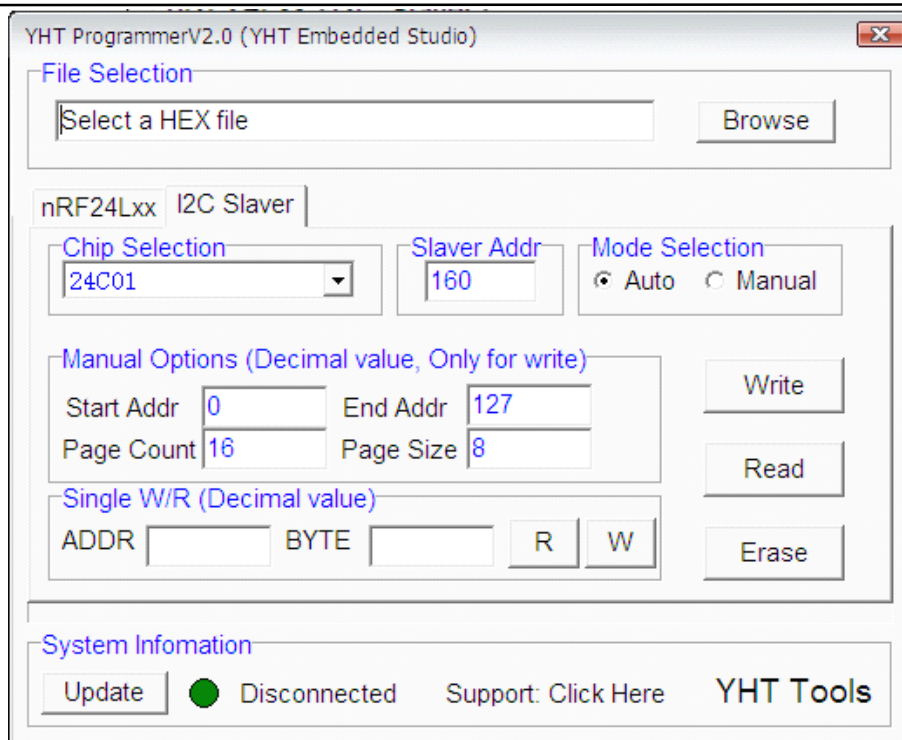 YHT ProgrammerV2.0 (YHT Embedded Studio)
File Selection
Select a HEX file
Browse
nRF24Lxx
I2C Slaver
Chip Selection
24C01
Slaver Addr
160
Mode Selection
Auto
Manual
Manual Options (Decimal value, Only for write)
Start Addr 0 End Addr 127
Page Count 16 Page Size 8
Write
Read
Single W/R (Decimal value)
ADDR BYTE R W
Erase
System Infomation
Update Disconnected Support: Click Here YHT Tools